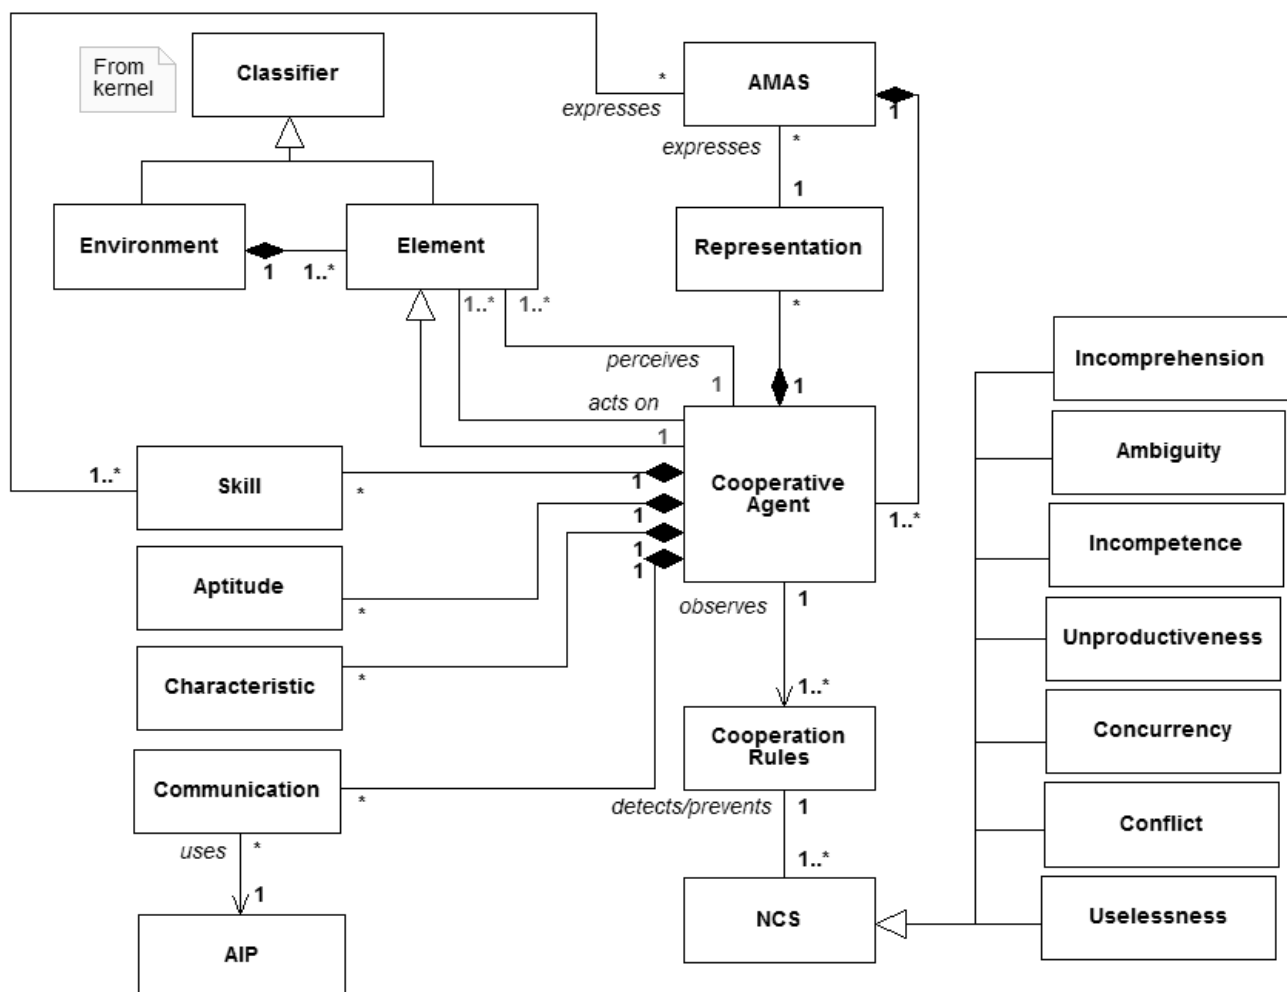 From
kernel
Classifier
AMAS
*
expresses
1
expresses
*
1
Environment
Element
Representation
1
1..*
1..*
1..*
*
perceives
1
1
acts on
1
Incomprehension
Ambiguity
Incompetence
Unproductiveness
Concurrency
Conflict
Uselessness
1..*
Skill
*
1
Cooperative
Agent
1
1
1
1..*
Aptitude
*
observes
1
Characteristic
*
1..*
Cooperation
Rules
Communication
*
detects/prevents
1
uses
*
1..*
1
AIP
NCS